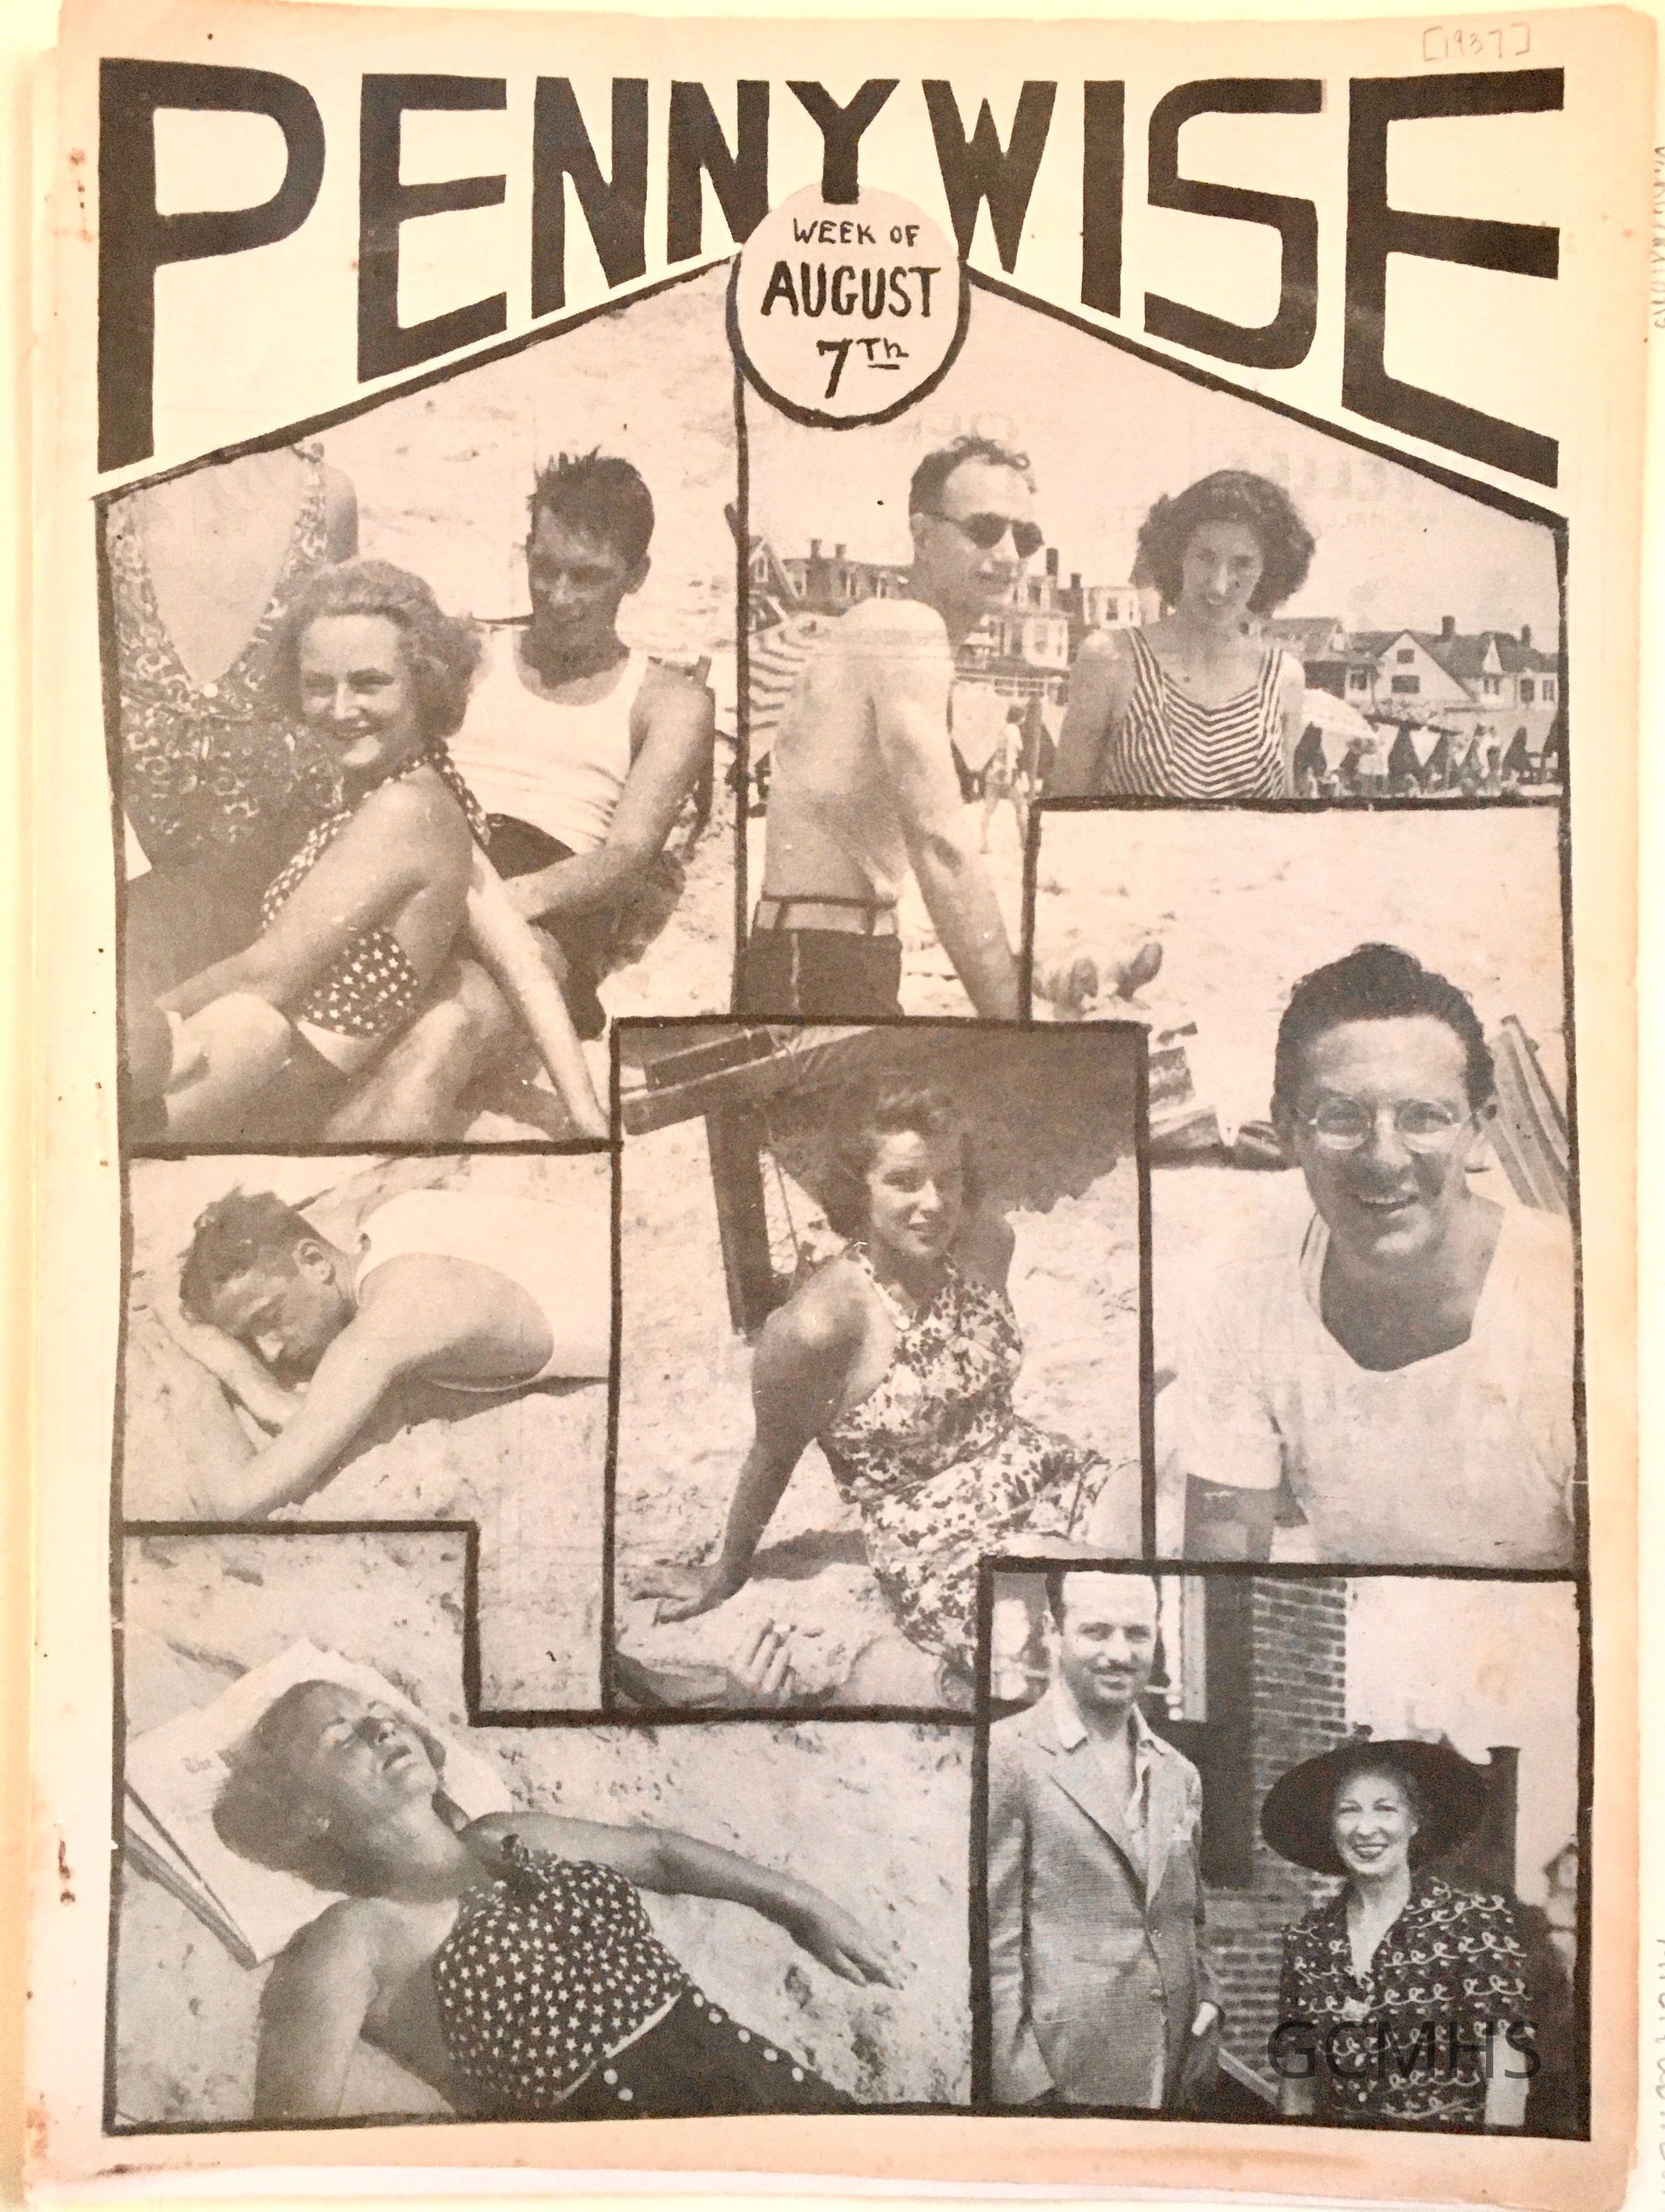 [1937]
PENNYWISE
WEEK OF
AUGUST
7Th
GCMHS